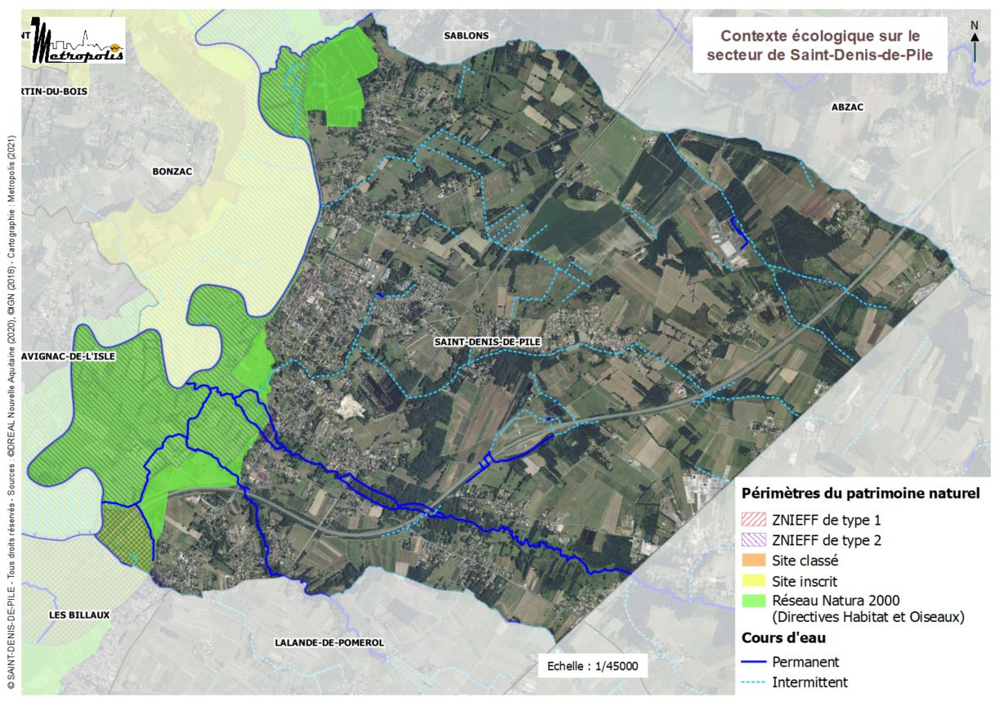 Metropolis
Contexte écologique sur le
secteur de Saint-Denis-de-Pile
N
NT
RTIN-DU-BOIS
SABLONS
ABZAC
BONZAC
AVIGNAC-DE-L'ISLE
SAINT-DENIS-DE-PILE
LES BILLAUX
LALANDE-DE-POMEROL
Echelle : 1/45000
Périmètres du patrimoine naturel
ZNIEFF de type 1
ZNIEFF de type 2
Site classé
Site inscrit
Réseau Natura 2000
(Directives Habitat et Oiseaux)
Cours d'eau
Permanent
Intermittent
© SAINT-DENIS-DE-PILE - Tous droits réservés - Sources : ©DREAL Nouvelle Aquitaine (2020), ©IGN (2018) - Cartographie : Metropolis (2021)